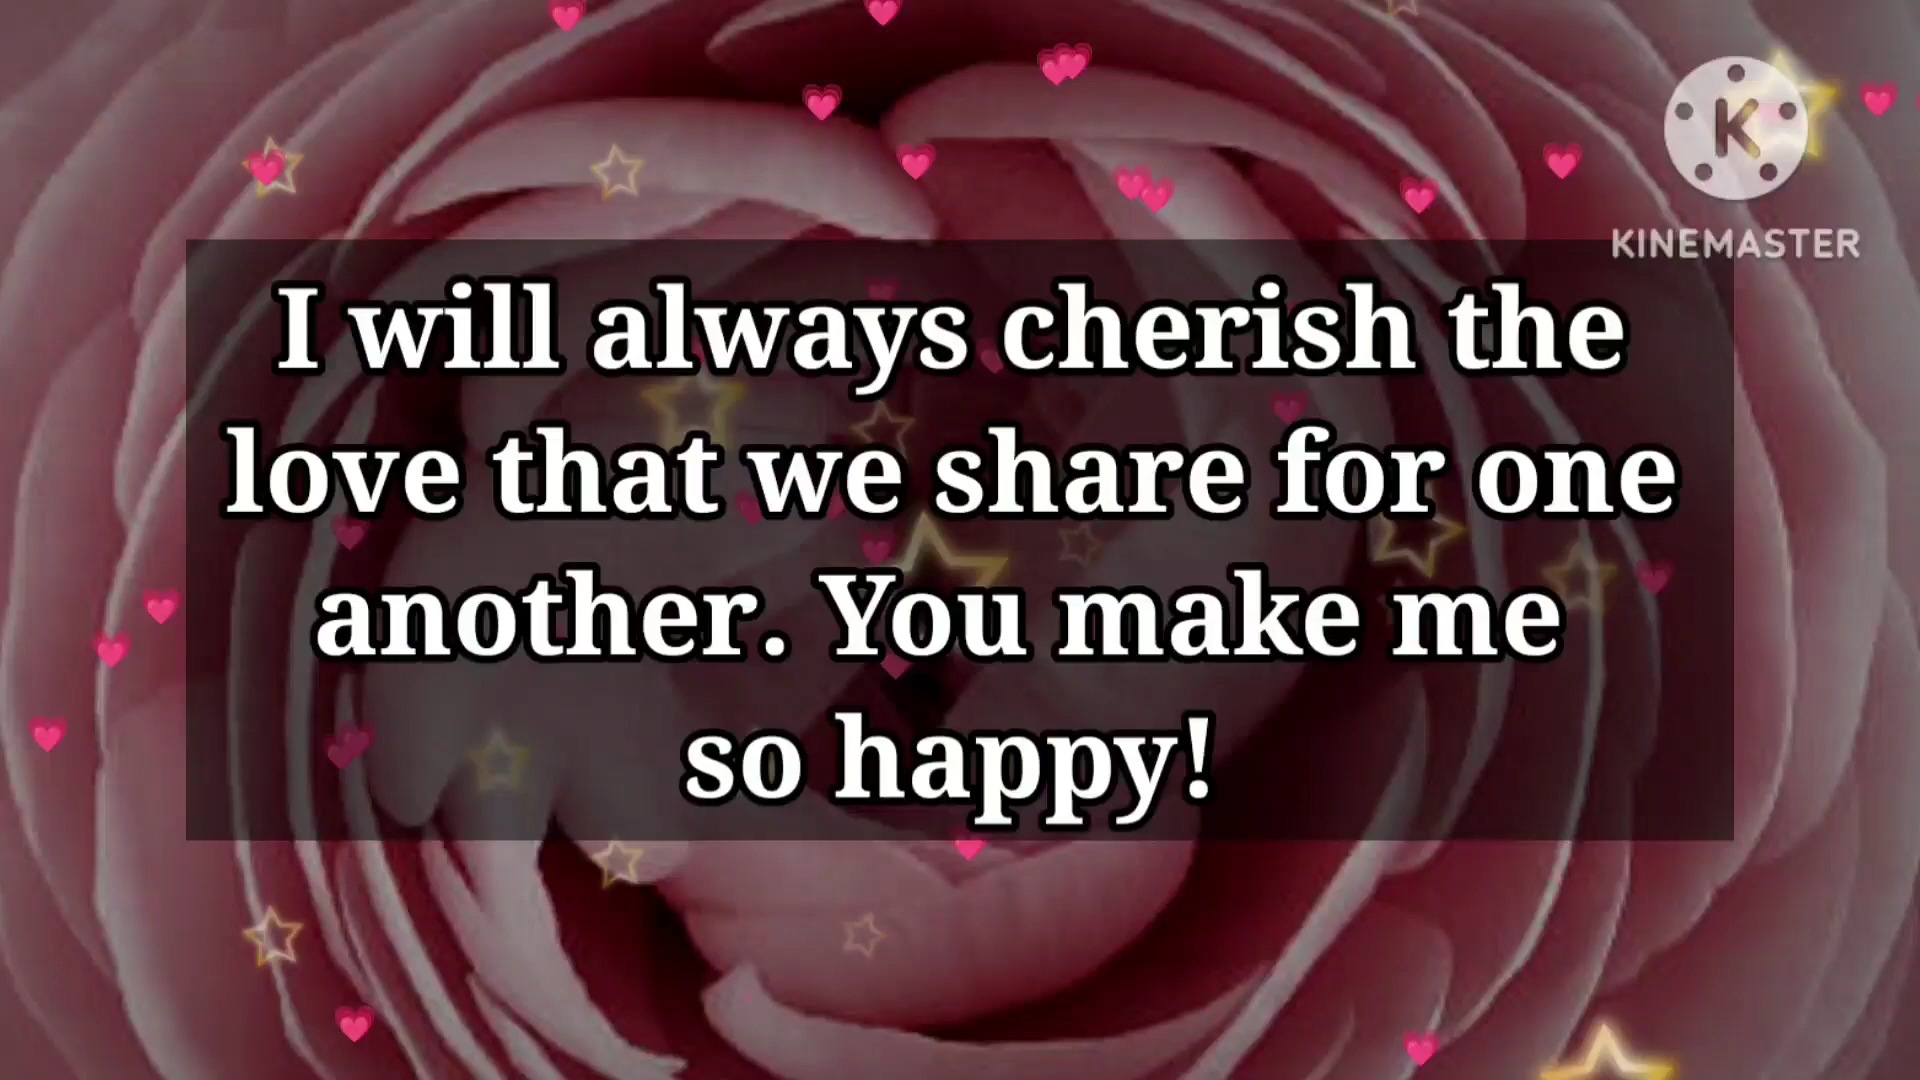 K
KINEMASTER
I will always cherish the
love that we share for one
another. You make me
so happy!